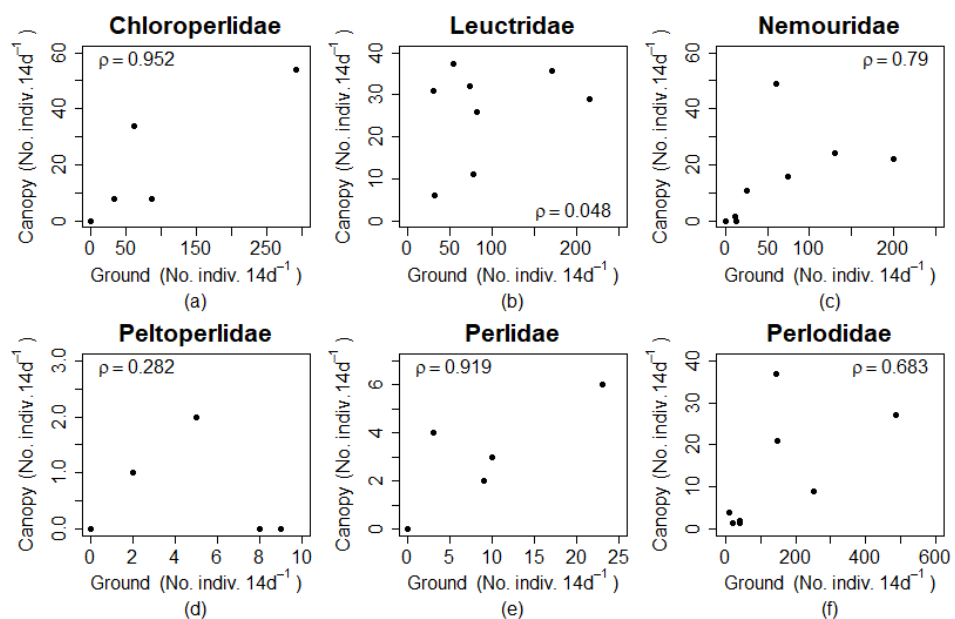 Chloroperlidae
ρ = 0.952
Canopy (No. indiv.14d⁻¹ )
0 20 40 60
0 50 150 250
Ground (No. indiv. 14d⁻¹ )
(a)
Leuctridae
ρ = 0.048
Canopy (No. indiv.14d⁻¹ )
0 10 20 30 40
0 50 100 200
Ground (No. indiv. 14d⁻¹ )
(b)
Nemouridae
ρ = 0.79
Canopy (No. indiv.14d⁻¹ )
0 20 40 60
0 50 100 200
Ground (No. indiv. 14d⁻¹ )
(c)
Peltoperlidae
ρ = 0.282
Canopy (No. indiv.14d⁻¹ )
0.0 1.0 2.0 3.0
0 2 4 6 8 10
Ground (No. indiv. 14d⁻¹ )
(d)
Perlidae
ρ = 0.919
Canopy (No. indiv.14d⁻¹ )
0 2 4 6
0 5 10 15 20 25
Ground (No. indiv. 14d⁻¹ )
(e)
Perlodidae
ρ = 0.683
Canopy (No. indiv.14d⁻¹ )
0 10 20 30 40
0 200 400 600
Ground (No. indiv. 14d⁻¹ )
(f)